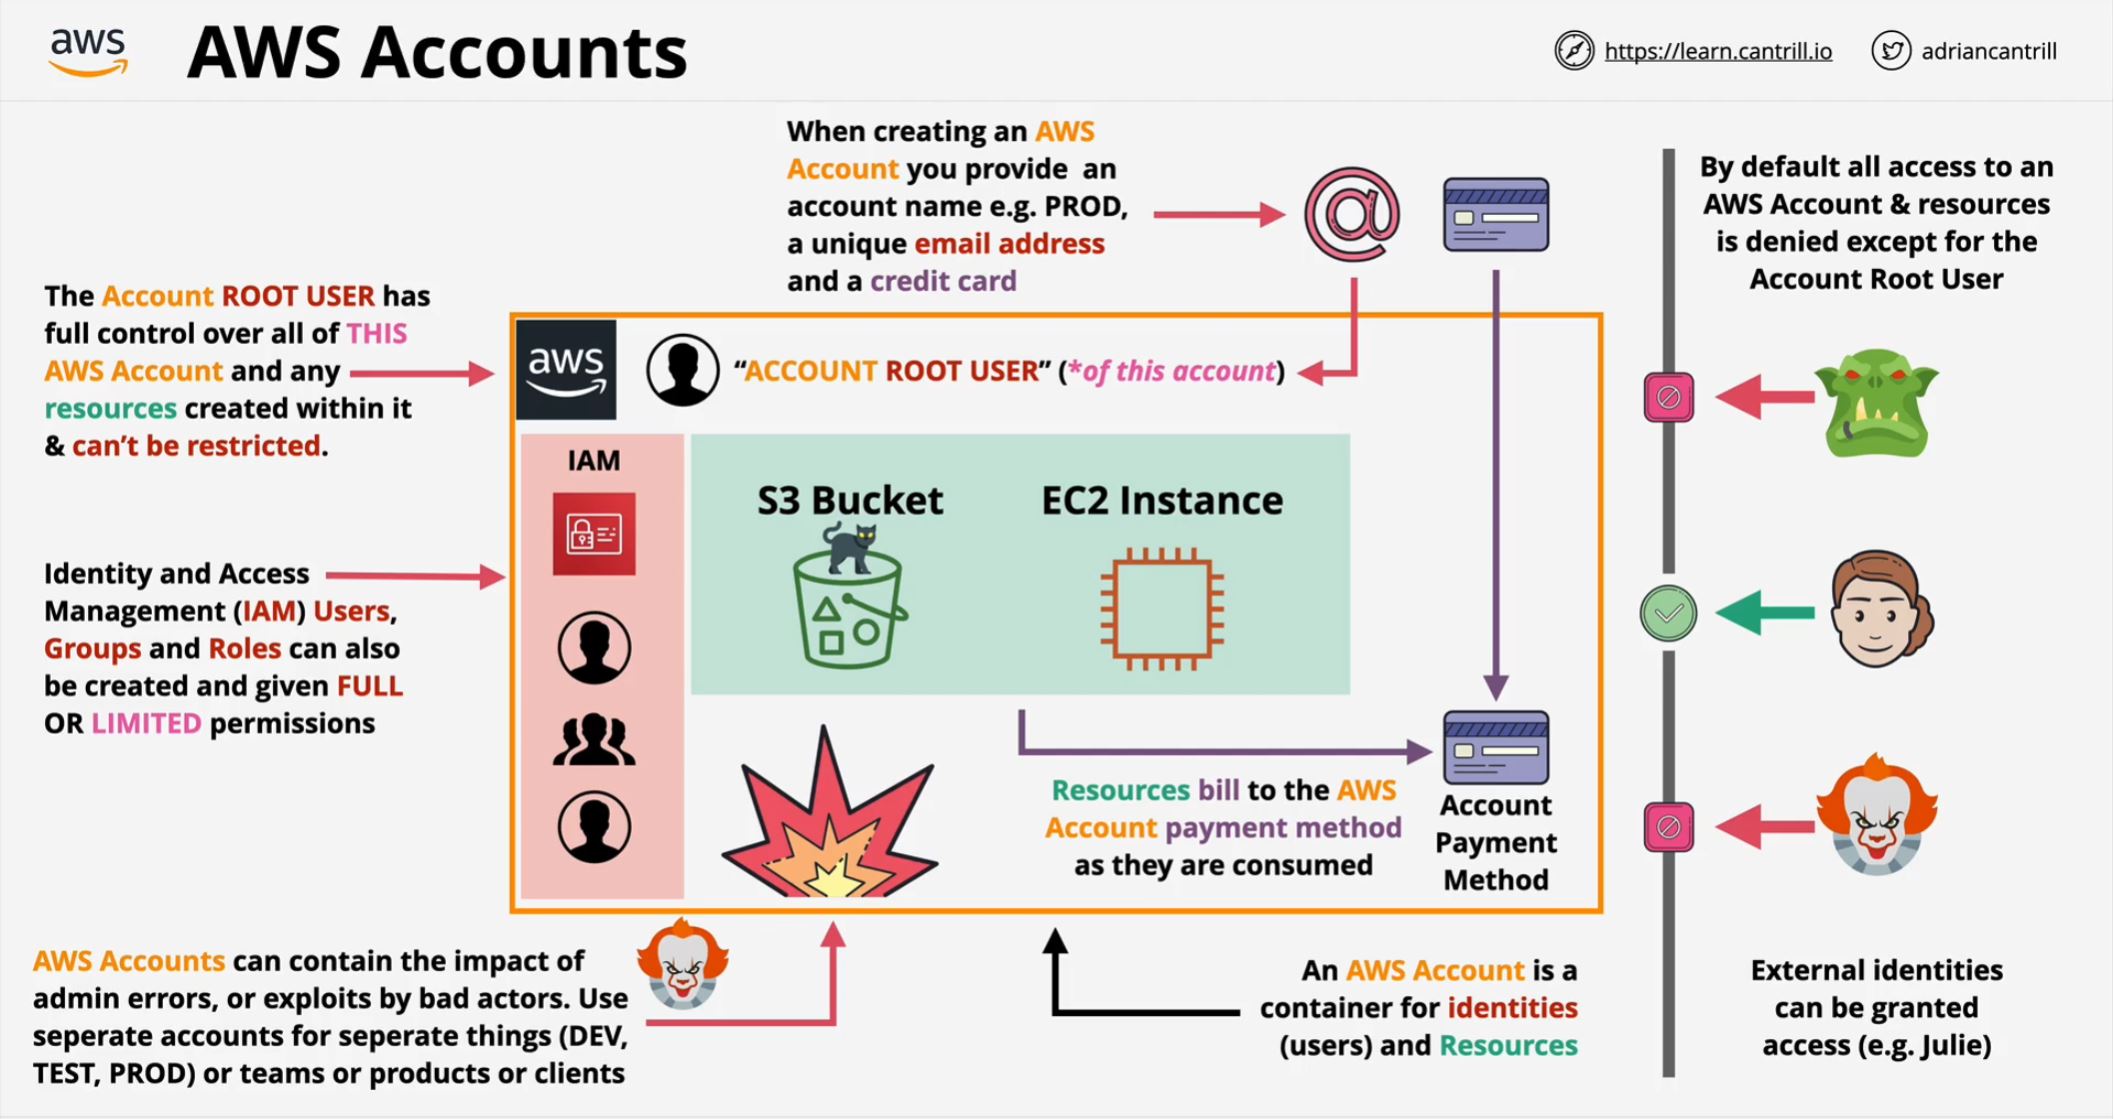 aws
AWS Accounts
https://learn.cantrill.io
adriancantrill
When creating an AWS
Account you provide an
account name e.g. PROD,
a unique email address
and a credit card
By default all access to an
AWS Account & resources
is denied except for the
Account Root User
The Account ROOT USER has
full control over all of THIS
AWS Account and any
resources created within it
& can't be restricted.
aws
“ACCOUNT ROOT USER” (*of this account)
IAM
S3 Bucket
EC2 Instance
Identity and Access
Management (IAM) Users,
Groups and Roles can also
be created and given FULL
OR LIMITED permissions
Resources bill to the AWS
Account payment method
as they are consumed
Account
Payment
Method
AWS Accounts can contain the impact of
admin errors, or exploits by bad actors. Use
seperate accounts for seperate things (DEV,
TEST, PROD) or teams or products or clients
An AWS Account is a
container for identities
(users) and Resources
External identities
can be granted
access (e.g. Julie)